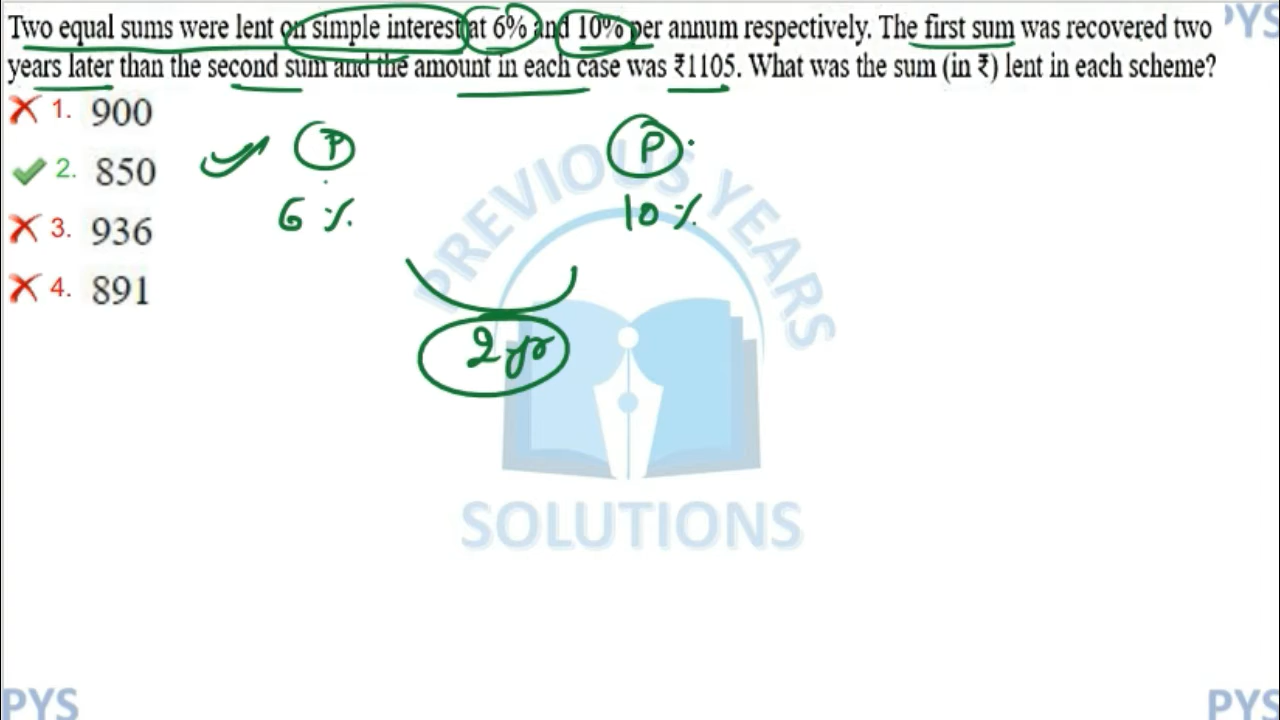 Two equal sums were lent on simple interest at 6% and 10% per annum respectively. The first sum was recovered two
years later than the second sum and the amount in each case was ₹1105. What was the sum (in ₹) lent in each scheme?
1. 900
2. 850
3. 936
4. 891
P P
6 % 10 %
2 yr
PREVIOUS YEARS
SOLUTIONS
PYS
PYS PYS